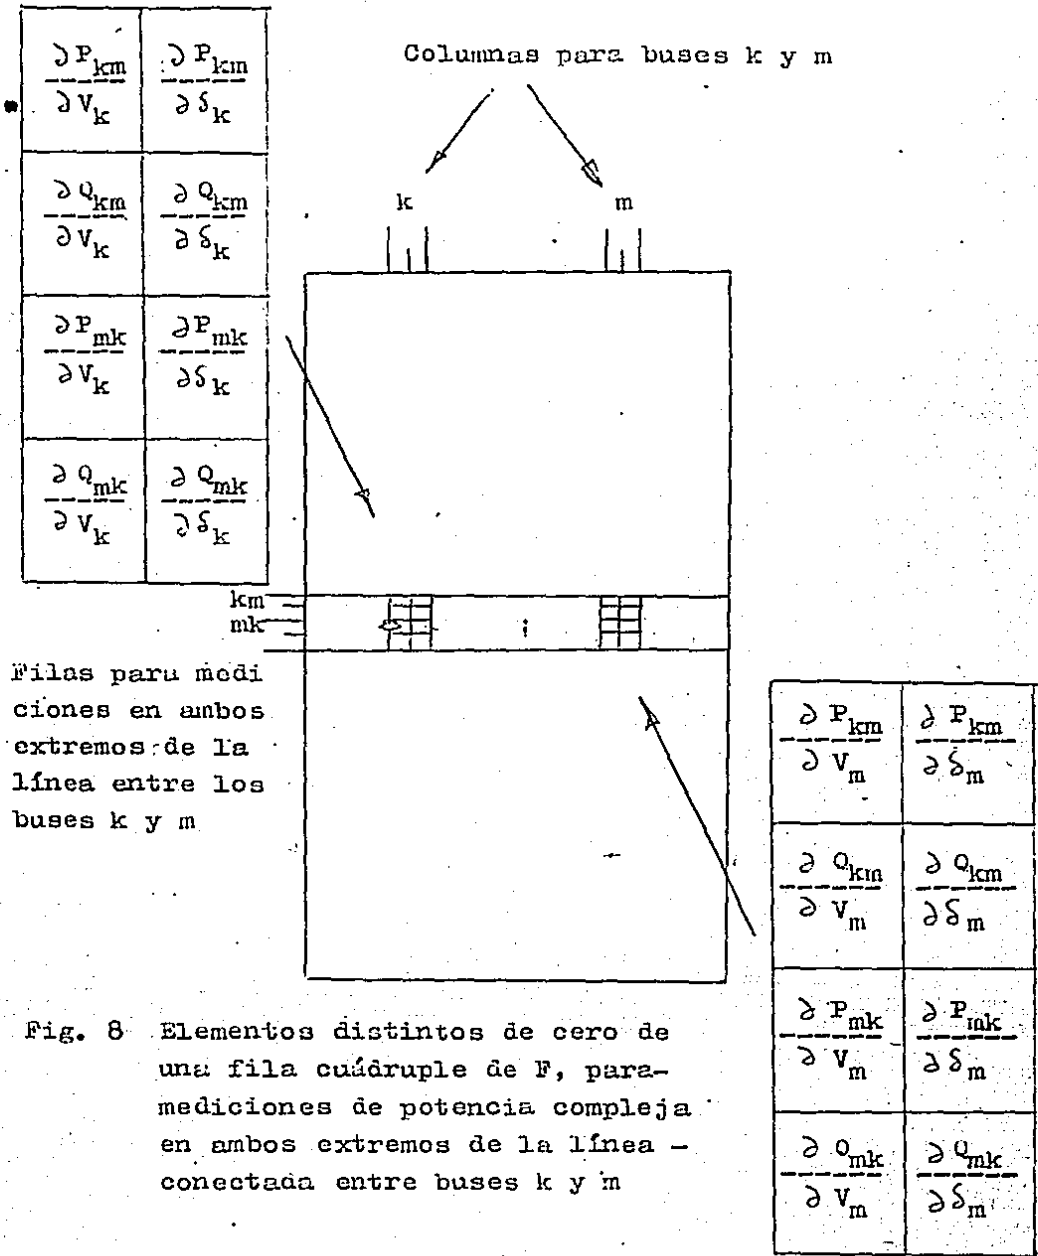 ∂P_km/∂V_k ∂P_km/∂δ_k
∂Q_km/∂V_k ∂Q_km/∂δ_k
∂P_mk/∂V_k ∂P_mk/∂δ_k
∂Q_mk/∂V_k ∂Q_mk/∂δ_k
Columnas para buses k y m
k m
km
mk
Filas para medi
ciones en ambos
extremos de la
línea entre los
buses k y m
∂P_km/∂V_m ∂P_km/∂δ_m
∂Q_km/∂V_m ∂Q_km/∂δ_m
∂P_mk/∂V_m ∂P_mk/∂δ_m
∂Q_mk/∂V_m ∂Q_mk/∂δ_m
Fig. 8 Elementos distintos de cero de
una fila cuádruple de F, para-
mediciones de potencia compleja
en ambos extremos de la línea -
conectada entre buses k y m